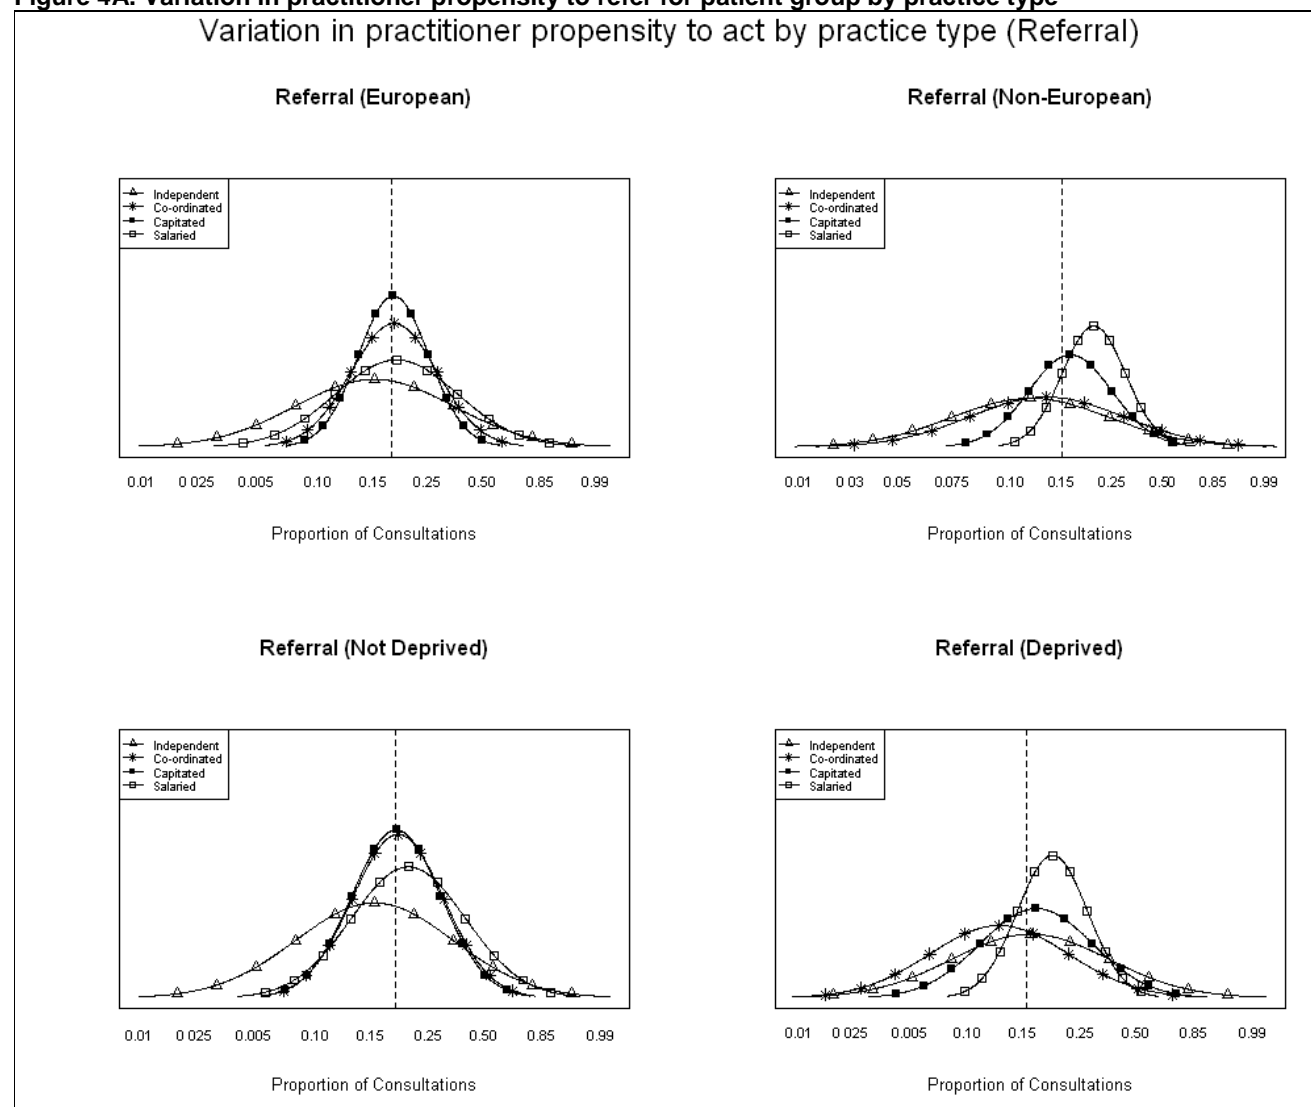 Figure 4A: Variation in practitioner propensity to refer for patient group by practice type
Variation in practitioner propensity to act by practice type (Referral)
Referral (European)
Independent
Co-ordinated
Capitated
Salaried
0.01 0 025 0.005 0.10 0.15 0.25 0.50 0.85 0.99
Proportion of Consultations
Referral (Non-European)
Independent
Co-ordinated
Capitated
Salaried
0.01 0 03 0.05 0.075 0.10 0.15 0.25 0.50 0.85 0.99
Proportion of Consultations
Referral (Not Deprived)
Independent
Co-ordinated
Capitated
Salaried
0.01 0 025 0.005 0.10 0.15 0.25 0.50 0.85 0.99
Proportion of Consultations
Referral (Deprived)
Independent
Co-ordinated
Capitated
Salaried
0.01 0 025 0.005 0.10 0.15 0.25 0.50 0.85 0.99
Proportion of Consultations